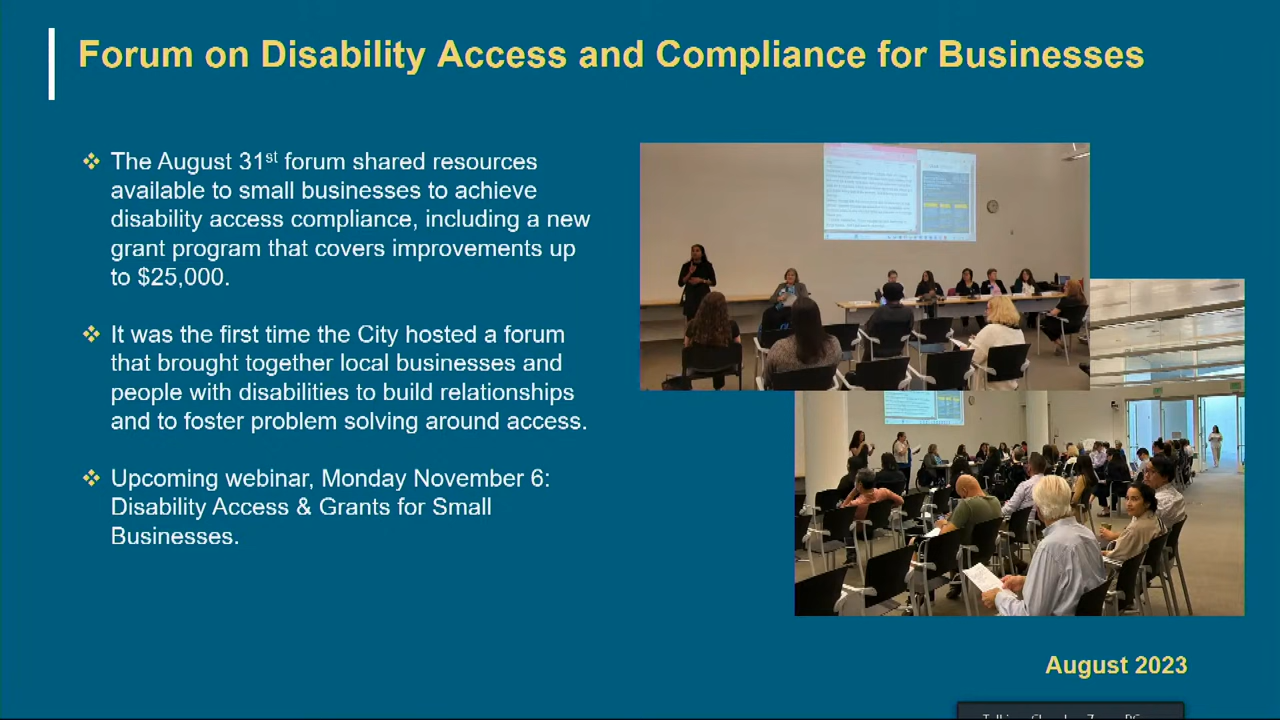 Forum on Disability Access and Compliance for Businesses
❖ The August 31st forum shared resources
available to small businesses to achieve
disability access compliance, including a new
grant program that covers improvements up
to $25,000.
❖ It was the first time the City hosted a forum
that brought together local businesses and
people with disabilities to build relationships
and to foster problem solving around access.
❖ Upcoming webinar, Monday November 6:
Disability Access & Grants for Small
Businesses.
August 2023